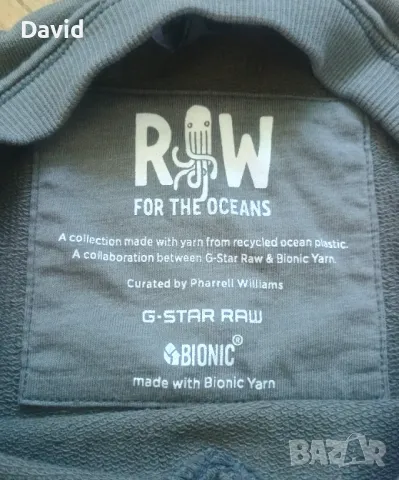 David
RAW
FOR THE OCEANS
A collection made with yarn from recycled ocean plastic.
A collaboration between G-Star Raw & Bionic Yarn.
Curated by Pharrell Williams
G-STAR RAW
BIONIC®
made with Bionic Yarn
BAZAR